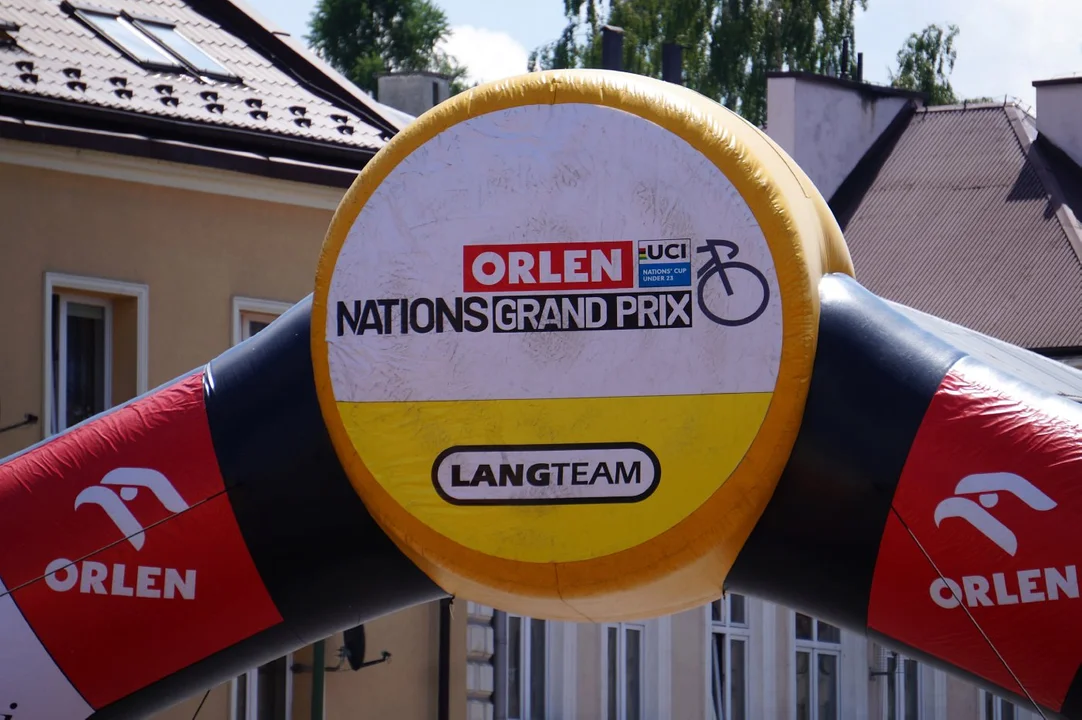 ORLEN
UCI
NATIONS' CUP
UNDER 23
NATIONS GRAND PRIX
LANGTEAM
ORLEN
ORLEN